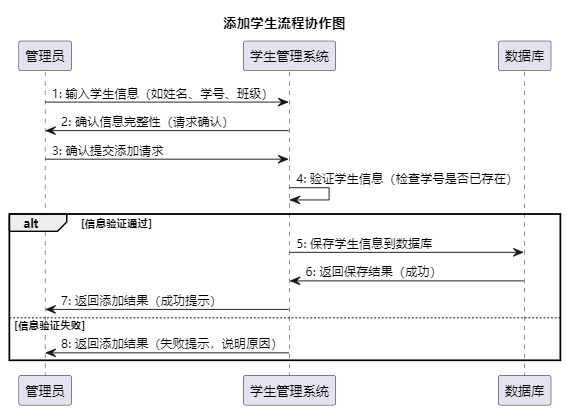 添加学生流程协作图
管理员 学生管理系统 数据库
1: 输入学生信息（如姓名、学号、班级）
2: 确认信息完整性（请求确认）
3: 确认提交添加请求
4: 验证学生信息（检查学号是否已存在）
alt [信息验证通过]
5: 保存学生信息到数据库
6: 返回保存结果（成功）
7: 返回添加结果（成功提示）
[信息验证失败]
8: 返回添加结果（失败提示，说明原因）
管理员 学生管理系统 数据库